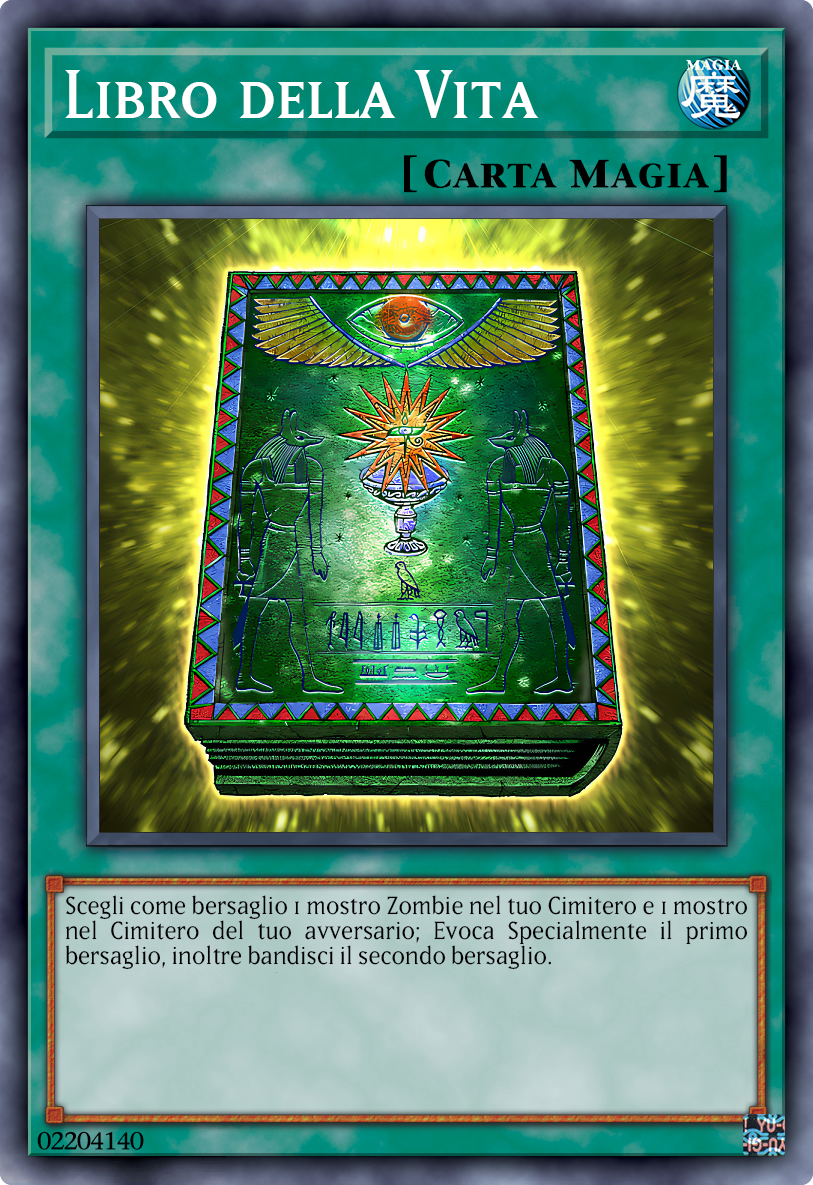 Libro della Vita
MAGIA
魔
[Carta Magia]
Scegli come bersaglio 1 mostro Zombie nel tuo Cimitero e 1 mostro
nel Cimitero del tuo avversario; Evoca Specialmente il primo
bersaglio, inoltre bandisci il secondo bersaglio.
02204140